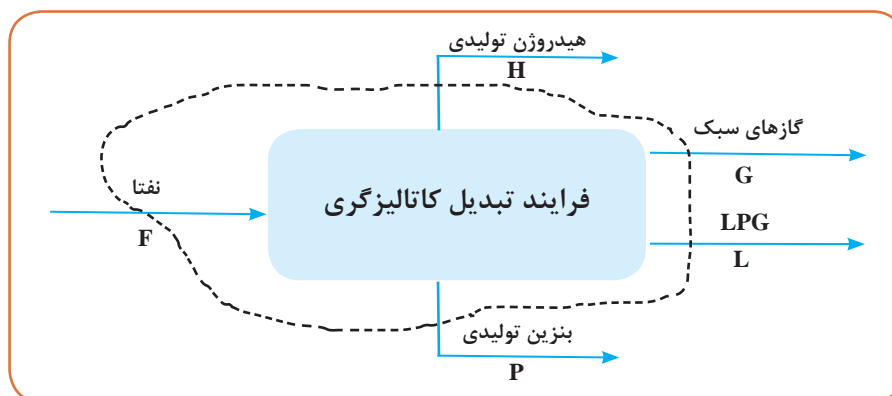 هیدروژن تولیدی
H
گازهای سبک
G
نفتا
F
فرایند تبدیل کاتالیزگری
LPG
L
بنزین تولیدی
P